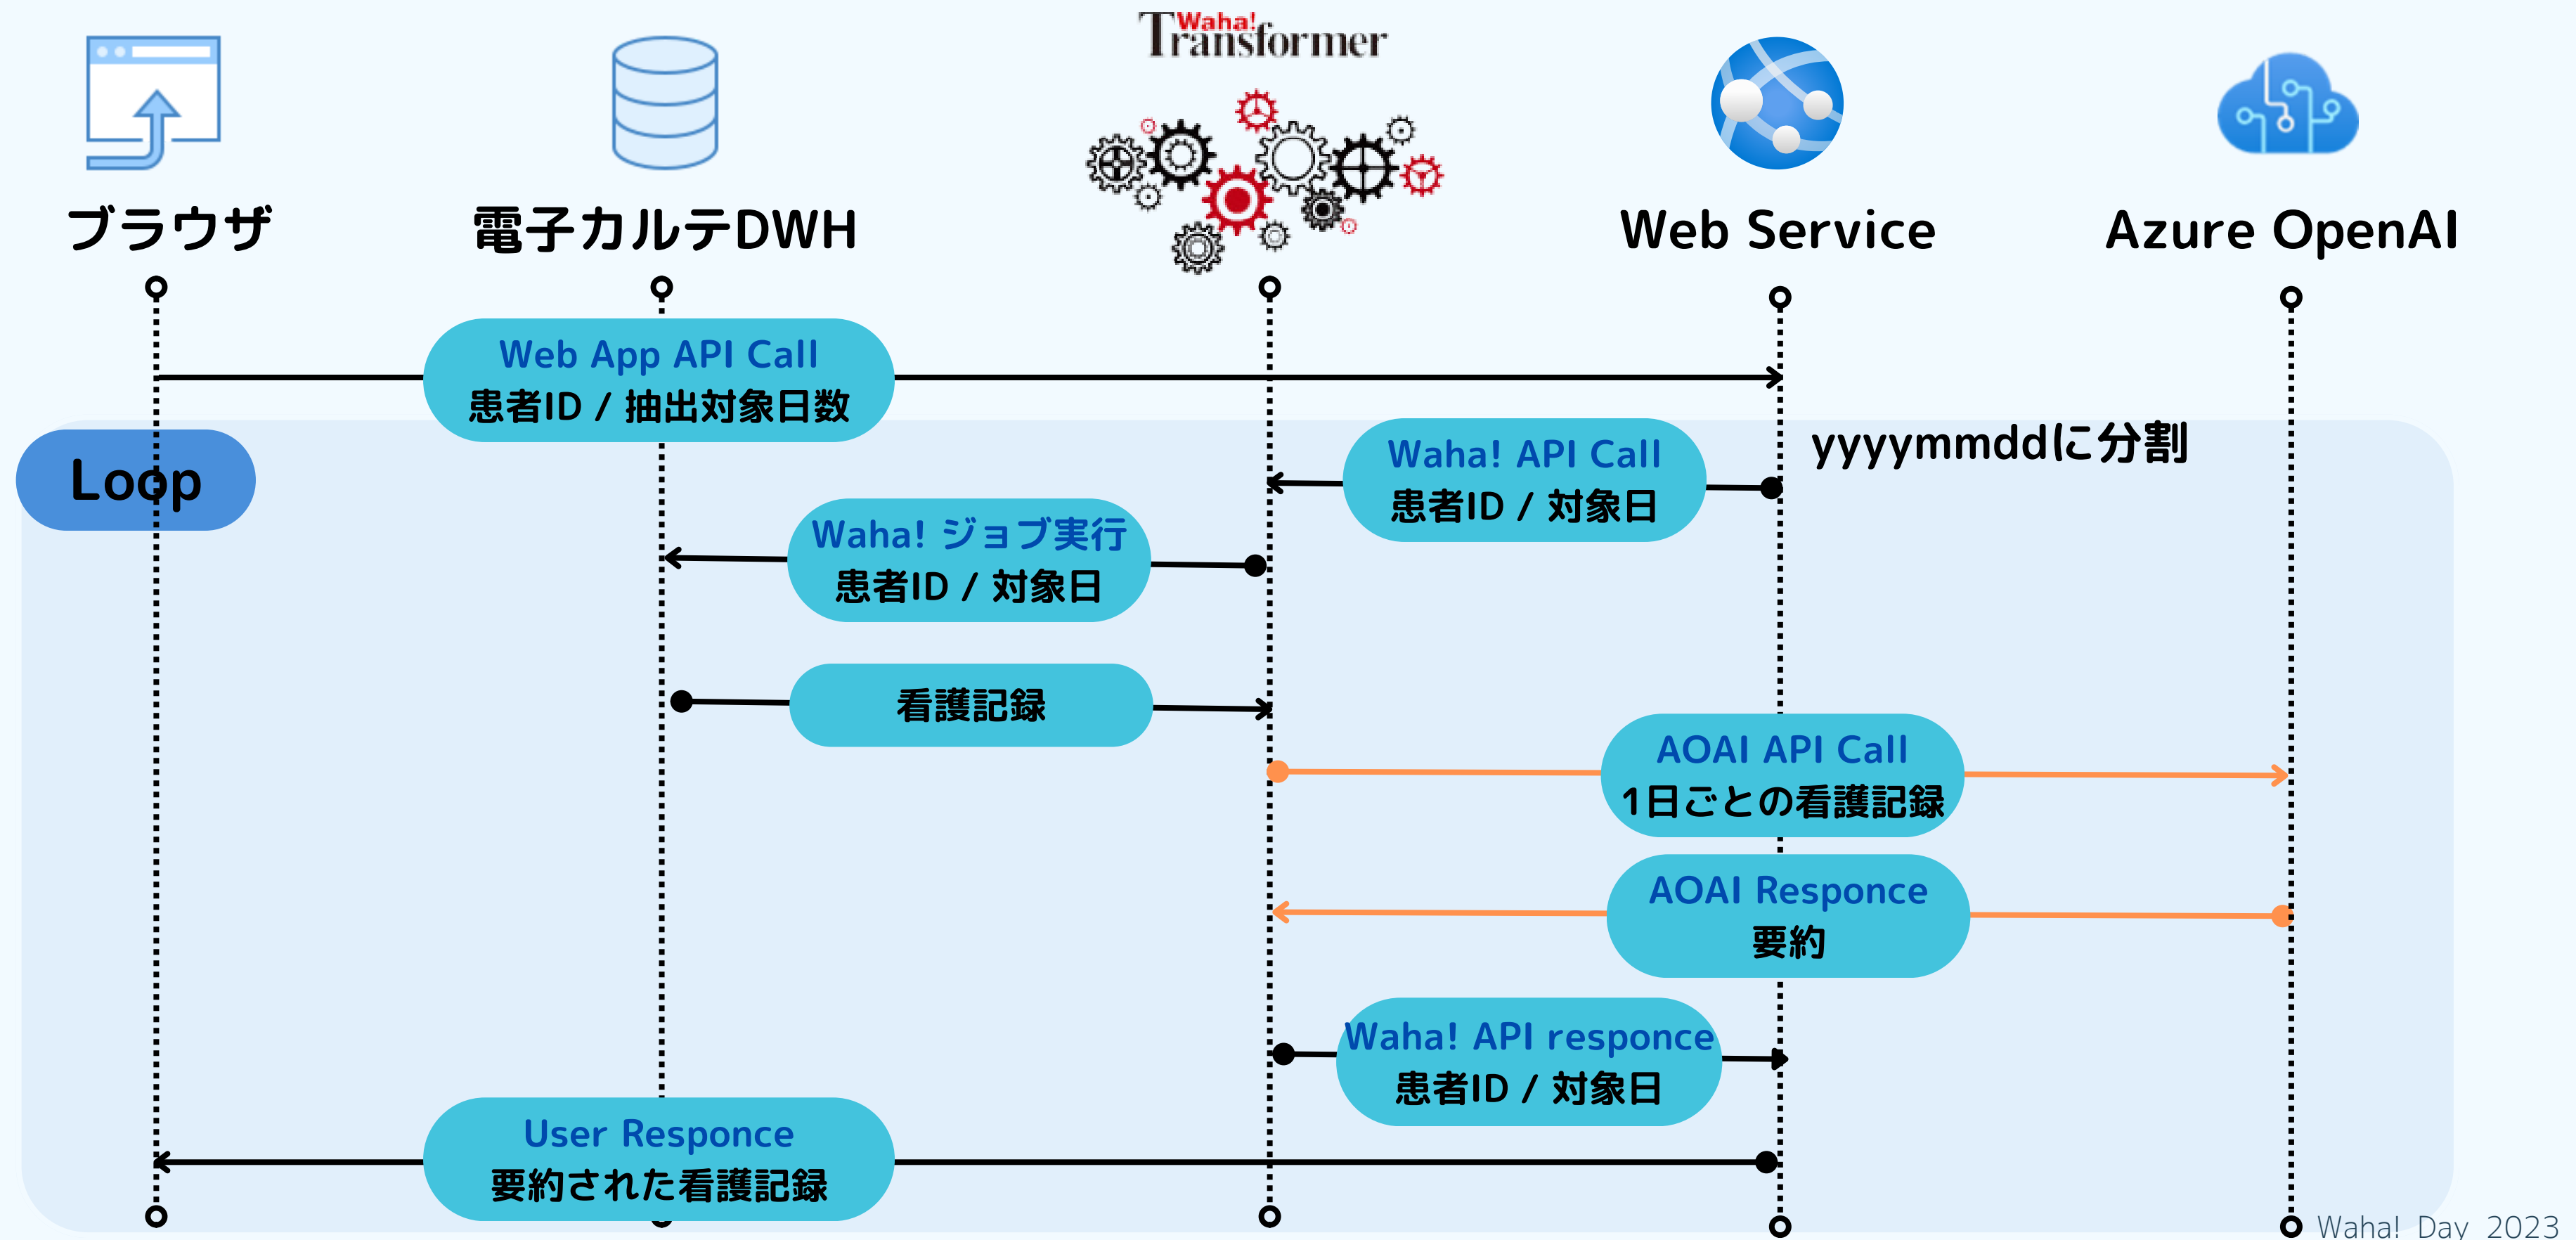 Waha!
Transformer
ブラウザ
電子カルテDWH
Web Service
Azure OpenAI
Web App API Call
患者ID / 抽出対象日数
Loop
Waha! API Call
患者ID / 対象日
yyyymmddに分割
Waha! ジョブ実行
患者ID / 対象日
看護記録
AOAI API Call
1日ごとの看護記録
AOAI Responce
要約
Waha! API responce
患者ID / 対象日
User Responce
要約された看護記録
Waha! Day 2023